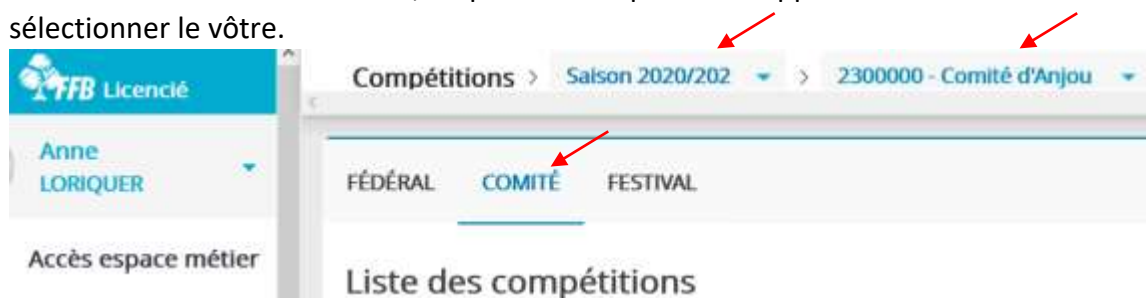 sélectionner le vôtre.
FFB Licencié
Compétitions > Saison 2020/202 > 2300000 - Comité d'Anjou
Anne
LORIQUER
FÉDÉRAL COMITÉ FESTIVAL
Accès espace métier
Liste des compétitions